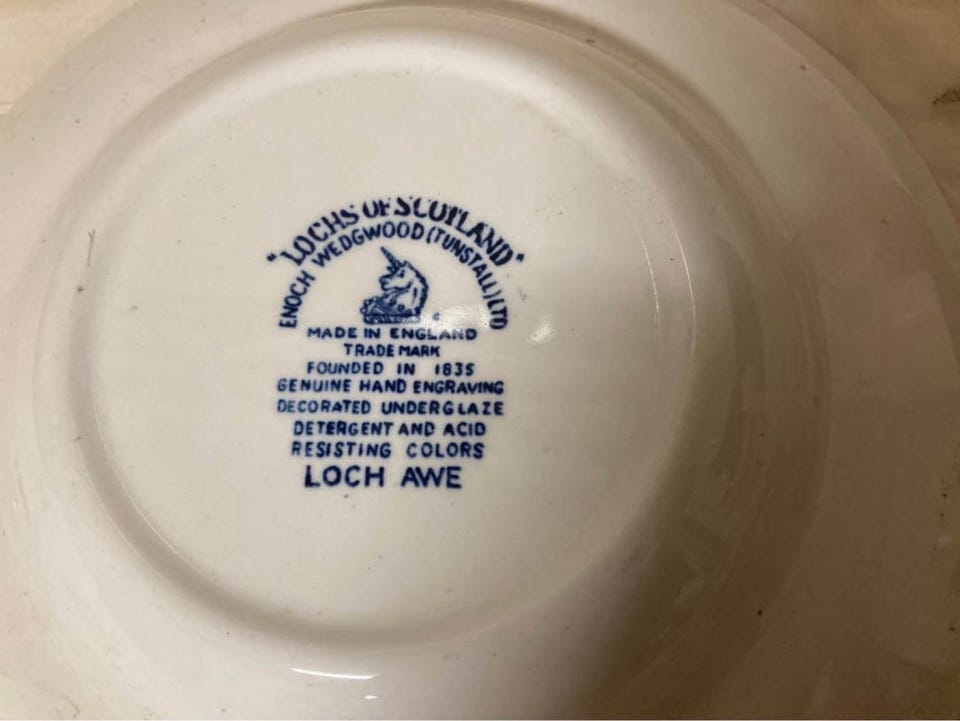 "LOCHS OF SCOTLAND"
ENOCH WEDGWOOD (TUNSTALL) LTD
MADE IN ENGLAND
TRADE MARK
FOUNDED IN 1835
GENUINE HAND ENGRAVING
DECORATED UNDERGLAZE
DETERGENT AND ACID
RESISTING COLORS
LOCH AWE